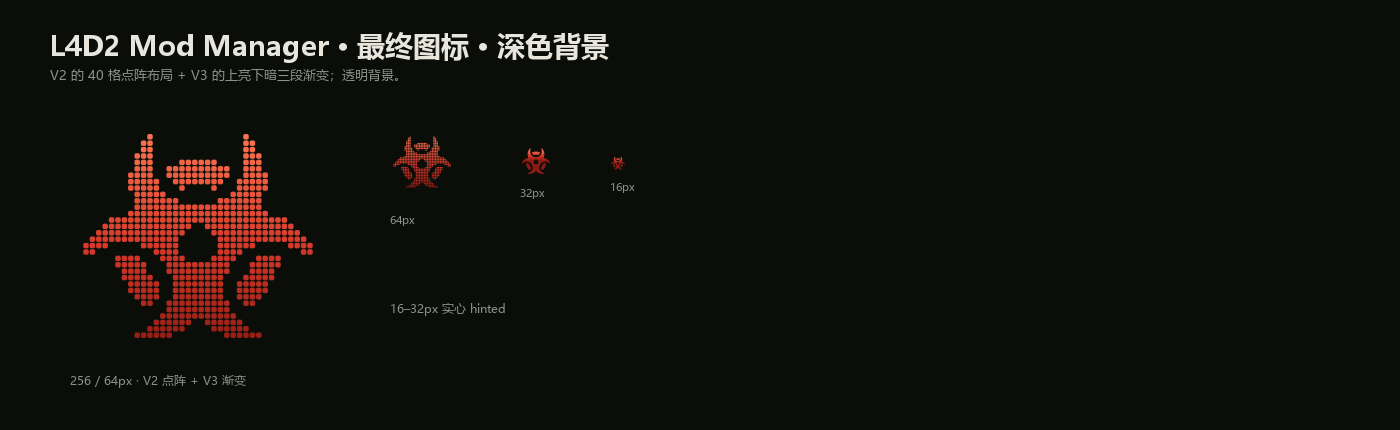 L4D2 Mod Manager • 最终图标 • 深色背景
V2 的 40 格点阵布局 + V3 的上亮下暗三段渐变；透明背景。
64px
32px
16px
16–32px 实心 hinted
256 / 64px · V2 点阵 + V3 渐变